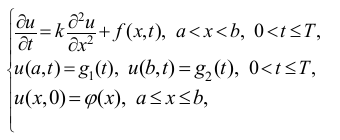 ∂u/∂t = k ∂²u/∂x² + f(x,t), a < x < b, 0 < t ≤ T,
u(a,t) = g₁(t), u(b,t) = g₂(t), 0 < t ≤ T,
u(x,0) = φ(x), a ≤ x ≤ b,